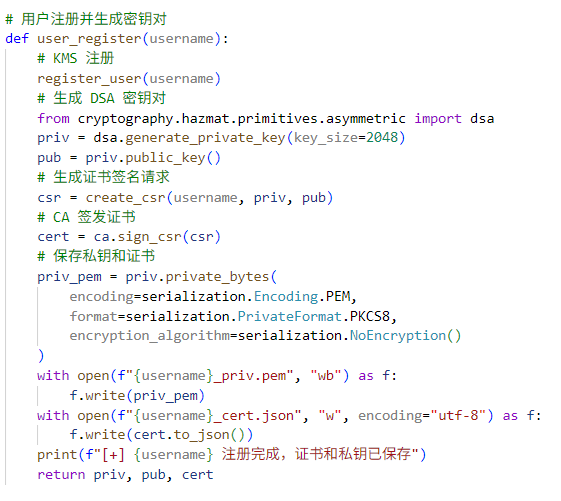 # 用户注册并生成密钥对
def user_register(username):
    # KMS 注册
    register_user(username)
    # 生成 DSA 密钥对
    from cryptography.hazmat.primitives.asymmetric import dsa
    priv = dsa.generate_private_key(key_size=2048)
    pub = priv.public_key()
    # 生成证书签名请求
    csr = create_csr(username, priv, pub)
    # CA 签发证书
    cert = ca.sign_csr(csr)
    # 保存私钥和证书
    priv_pem = priv.private_bytes(
        encoding=serialization.Encoding.PEM,
        format=serialization.PrivateFormat.PKCS8,
        encryption_algorithm=serialization.NoEncryption()
    )
    with open(f"{username}_priv.pem", "wb") as f:
        f.write(priv_pem)
    with open(f"{username}_cert.json", "w", encoding="utf-8") as f:
        f.write(cert.to_json())
    print(f"[+] {username} 注册完成，证书和私钥已保存")
    return priv, pub, cert